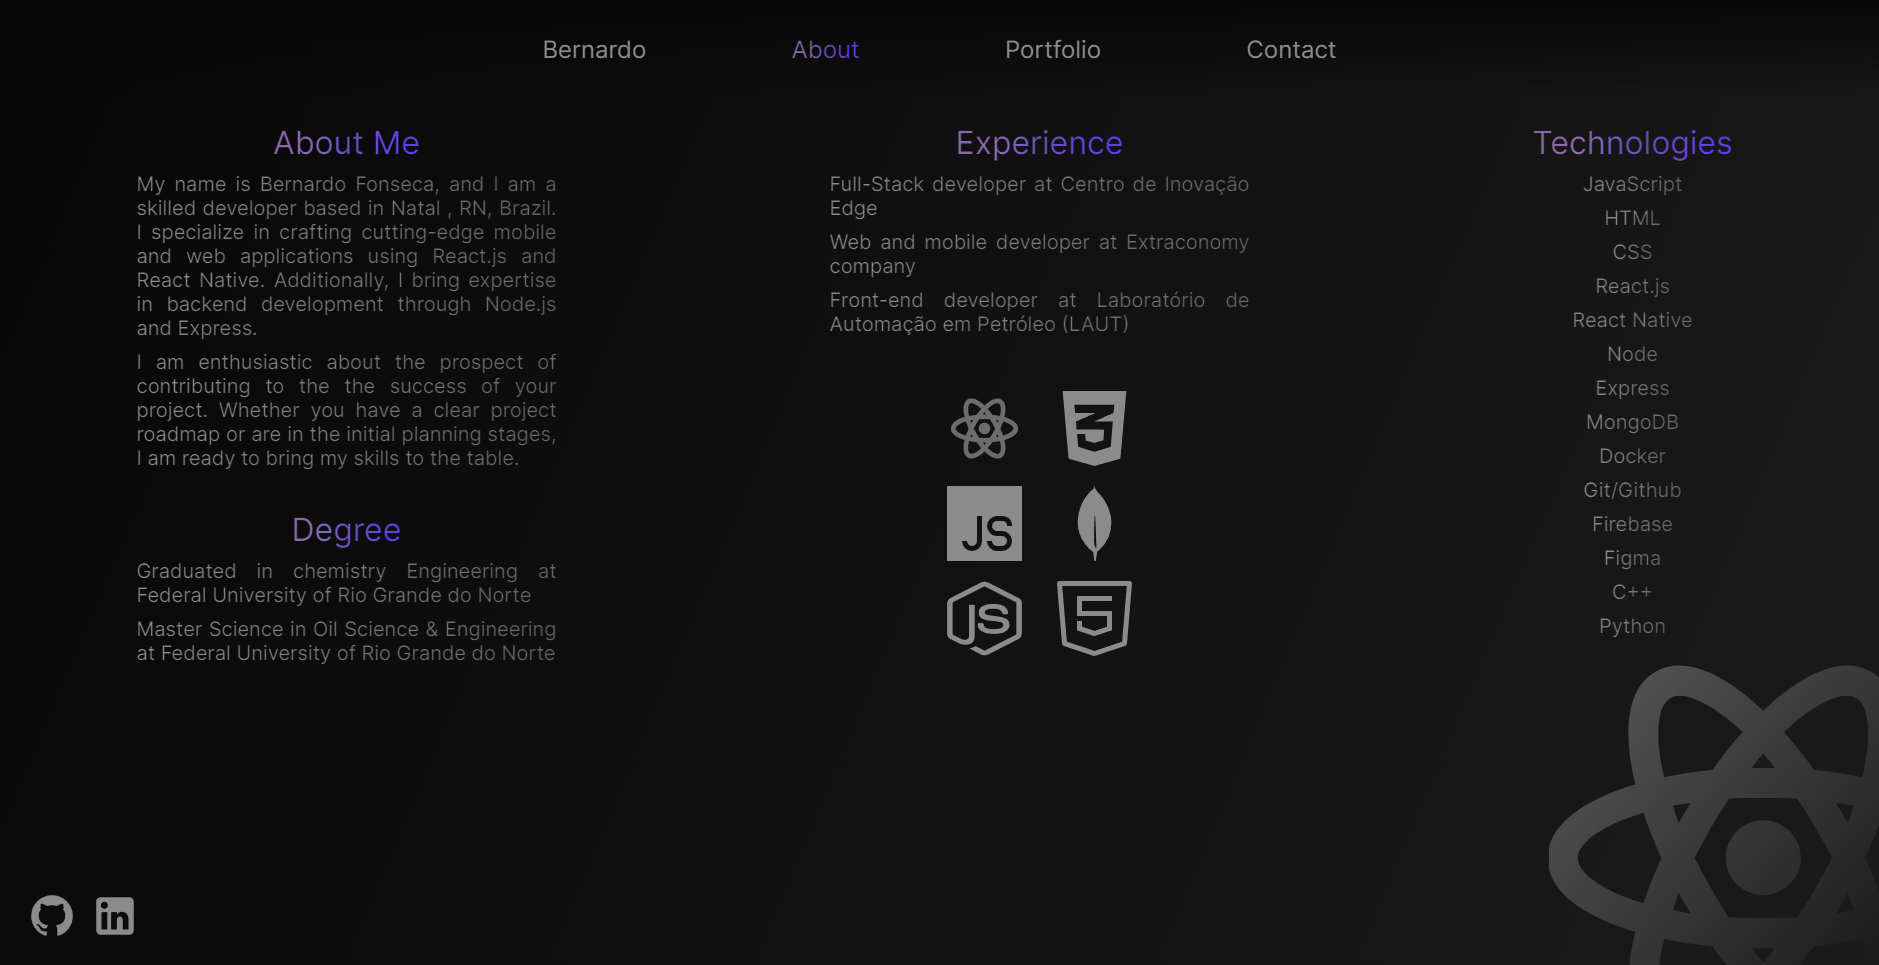 Bernardo
About
Portfolio
Contact
About Me
My name is Bernardo Fonseca, and I am a
skilled developer based in Natal , RN, Brazil.
I specialize in crafting cutting-edge mobile
and web applications using React.js and
React Native. Additionally, I bring expertise
in backend development through Node.js
and Express.
I am enthusiastic about the prospect of
contributing to the the success of your
project. Whether you have a clear project
roadmap or are in the initial planning stages,
I am ready to bring my skills to the table.
Degree
Graduated in chemistry Engineering at
Federal University of Rio Grande do Norte
Master Science in Oil Science & Engineering
at Federal University of Rio Grande do Norte
Experience
Full-Stack developer at Centro de Inovação
Edge
Web and mobile developer at Extraconomy
company
Front-end developer at Laboratório de
Automação em Petróleo (LAUT)
3
JS
JS
5
Technologies
JavaScript
HTML
CSS
React.js
React Native
Node
Express
MongoDB
Docker
Git/Github
Firebase
Figma
C++
Python
in